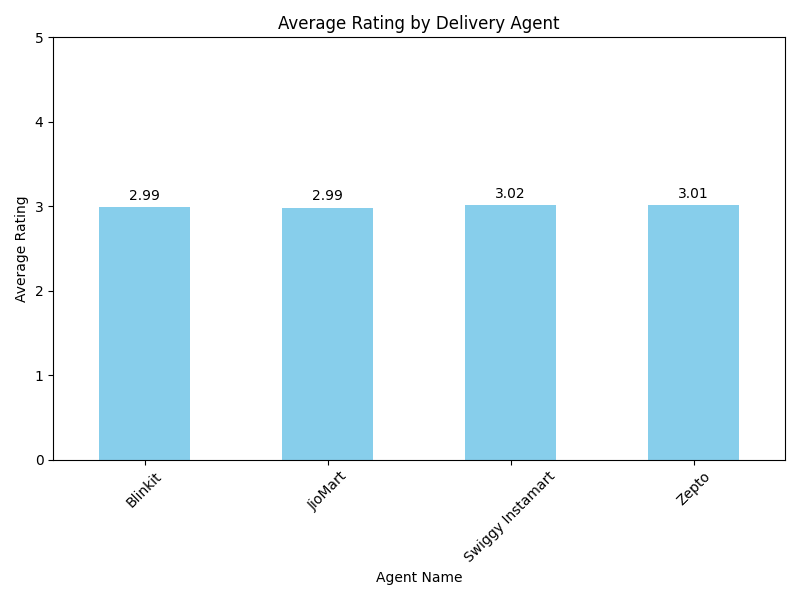 Average Rating by Delivery Agent
Average Rating
5
4
3
2
1
0
2.99
2.99
3.02
3.01
Blinkit
JioMart
Swiggy Instamart
Zepto
Agent Name